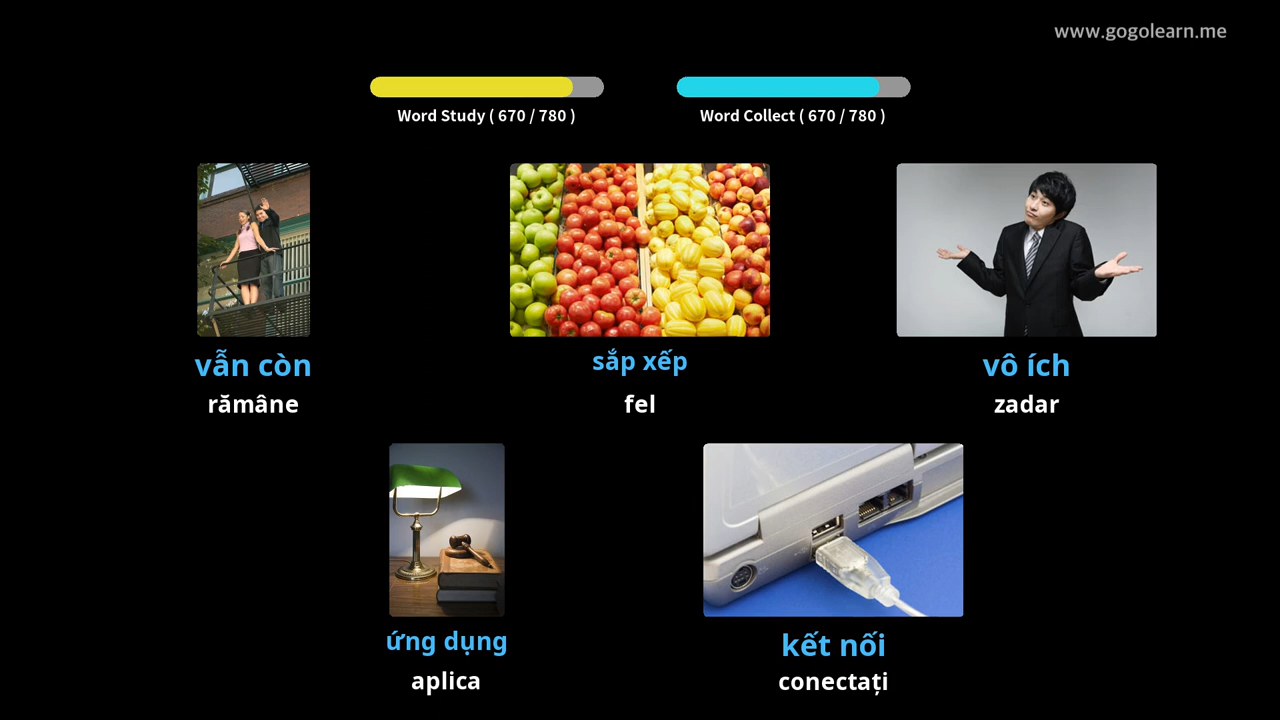 www.gogolearn.me
Word Study ( 670 / 780 )
Word Collect ( 670 / 780 )
vẫn còn
rămâne
sắp xếp
fel
vô ích
zadar
ứng dụng
aplica
kết nối
conectați